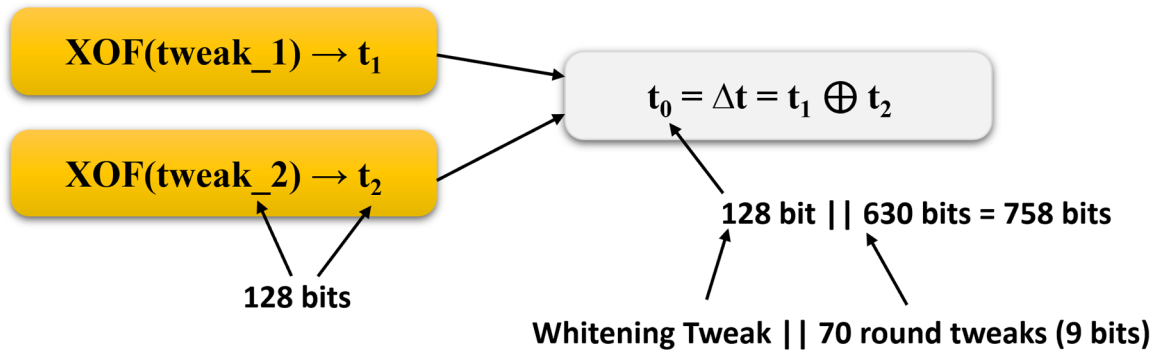 XOF(tweak_1) → t₁
t₀ = Δt = t₁ ⊕ t₂
XOF(tweak_2) → t₂
128 bit || 630 bits = 758 bits
128 bits
Whitening Tweak || 70 round tweaks (9 bits)